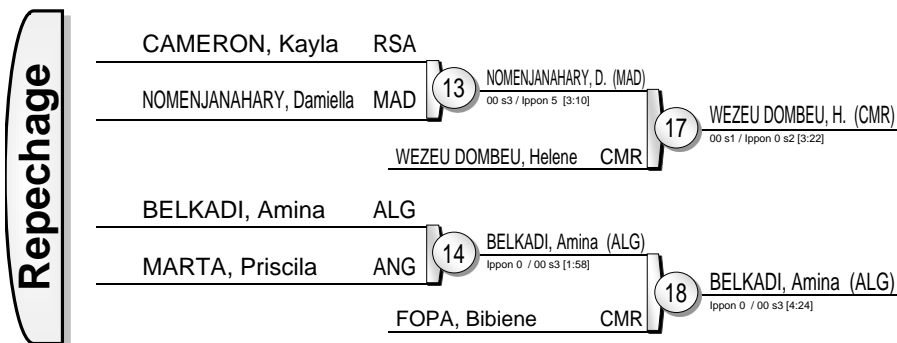 Repechage
CAMERON, Kayla RSA
NOMENJANAHARY, Damiella MAD
13
NOMENJANAHARY, D. (MAD)
00 s3 / Ippon 5 [3:10]
WEZEU DOMBEU, Helene CMR
17
WEZEU DOMBEU, H. (CMR)
00 s1 / Ippon 0 s2 [3:22]
BELKADI, Amina ALG
MARTA, Priscila ANG
14
BELKADI, Amina (ALG)
Ippon 0 / 00 s3 [1:58]
FOPA, Bibiene CMR
18
BELKADI, Amina (ALG)
Ippon 0 / 00 s3 [4:24]